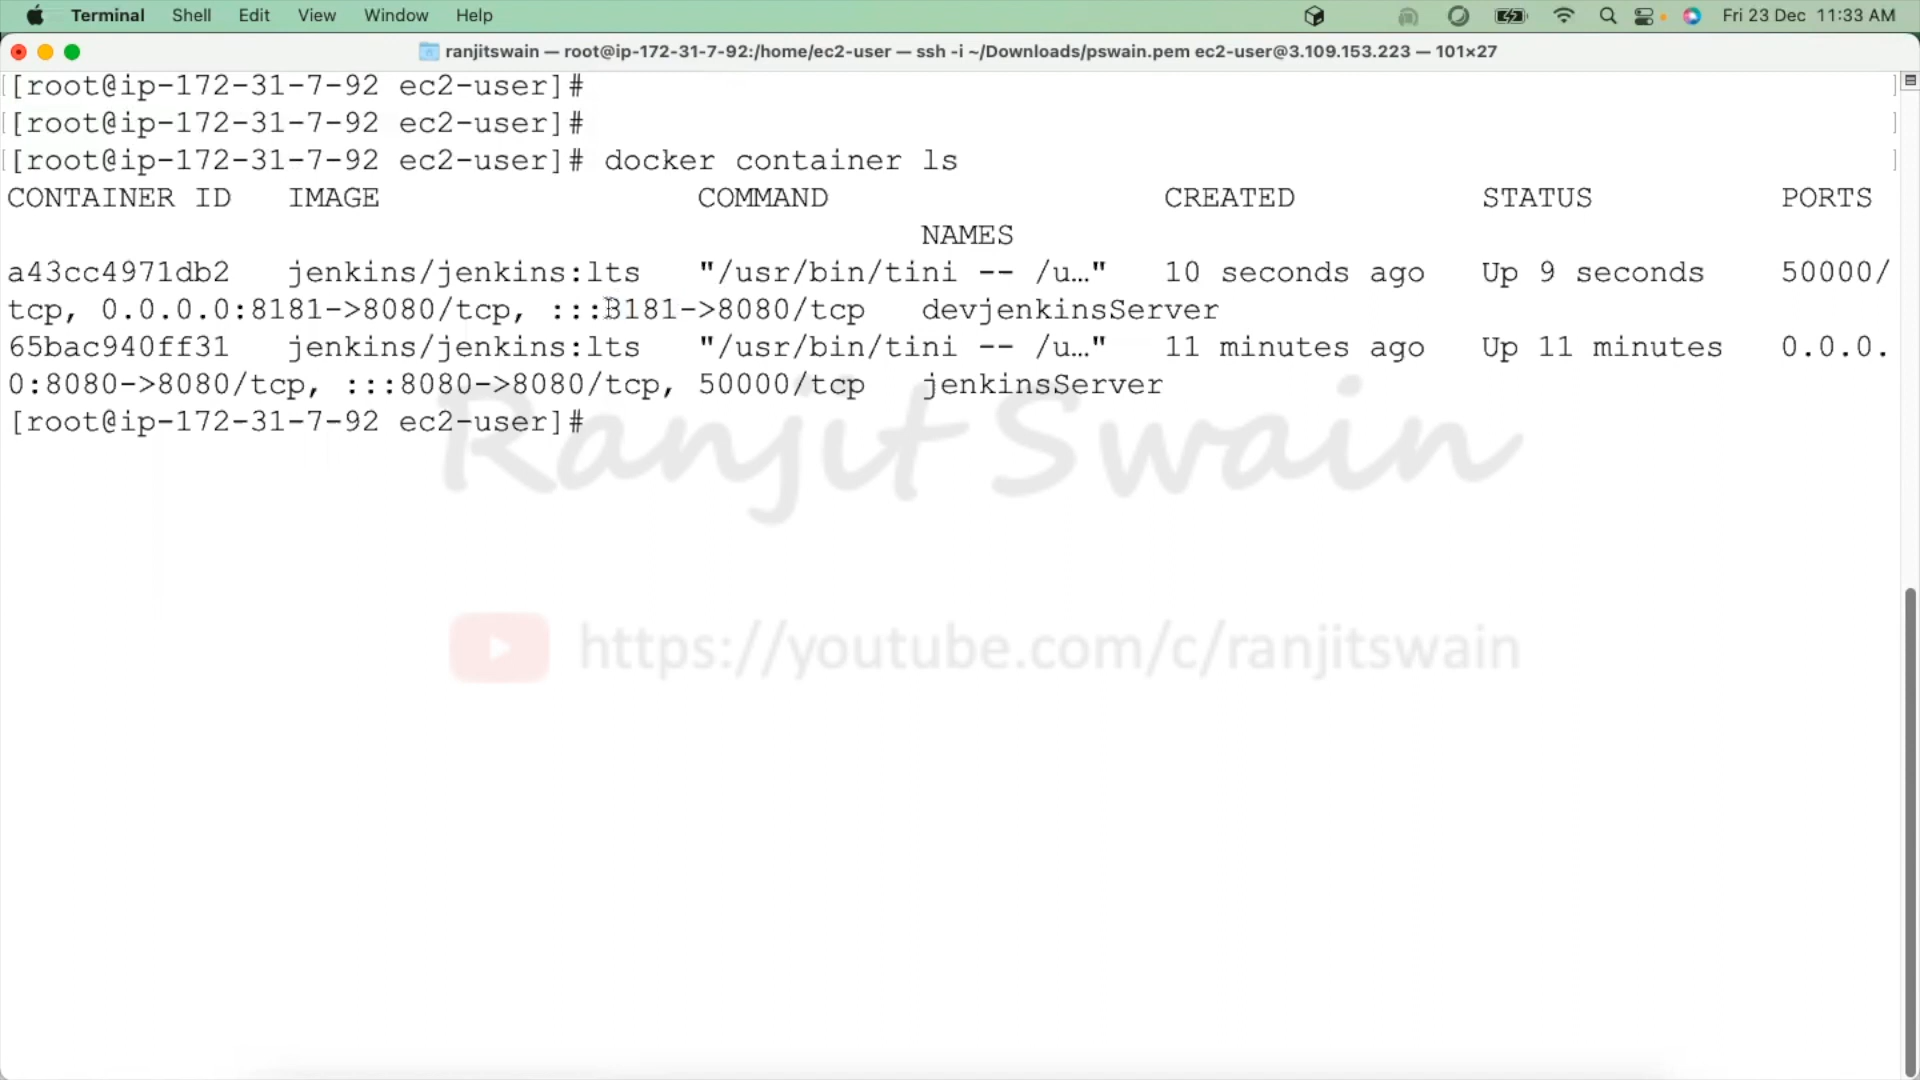 Terminal Shell Edit View Window Help Fri 23 Dec 11:33 AM
ranjitswain — root@ip-172-31-7-92:/home/ec2-user — ssh -i ~/Downloads/pswain.pem ec2-user@3.109.153.223 — 101×27
[[root@ip-172-31-7-92 ec2-user]# ]
[[root@ip-172-31-7-92 ec2-user]# ]
[[root@ip-172-31-7-92 ec2-user]# docker container ls ]
CONTAINER ID IMAGE COMMAND CREATED STATUS PORTS
NAMES
a43cc4971db2 jenkins/jenkins:lts "/usr/bin/tini -- /u…" 10 seconds ago Up 9 seconds 50000/
tcp, 0.0.0.0:8181->8080/tcp, :::8181->8080/tcp devjenkinsServer
65bac940ff31 jenkins/jenkins:lts "/usr/bin/tini -- /u…" 11 minutes ago Up 11 minutes 0.0.0.
0:8080->8080/tcp, :::8080->8080/tcp, 50000/tcp jenkinsServer
[root@ip-172-31-7-92 ec2-user]#
Ranjit Swain
https://youtube.com/c/ranjitswain